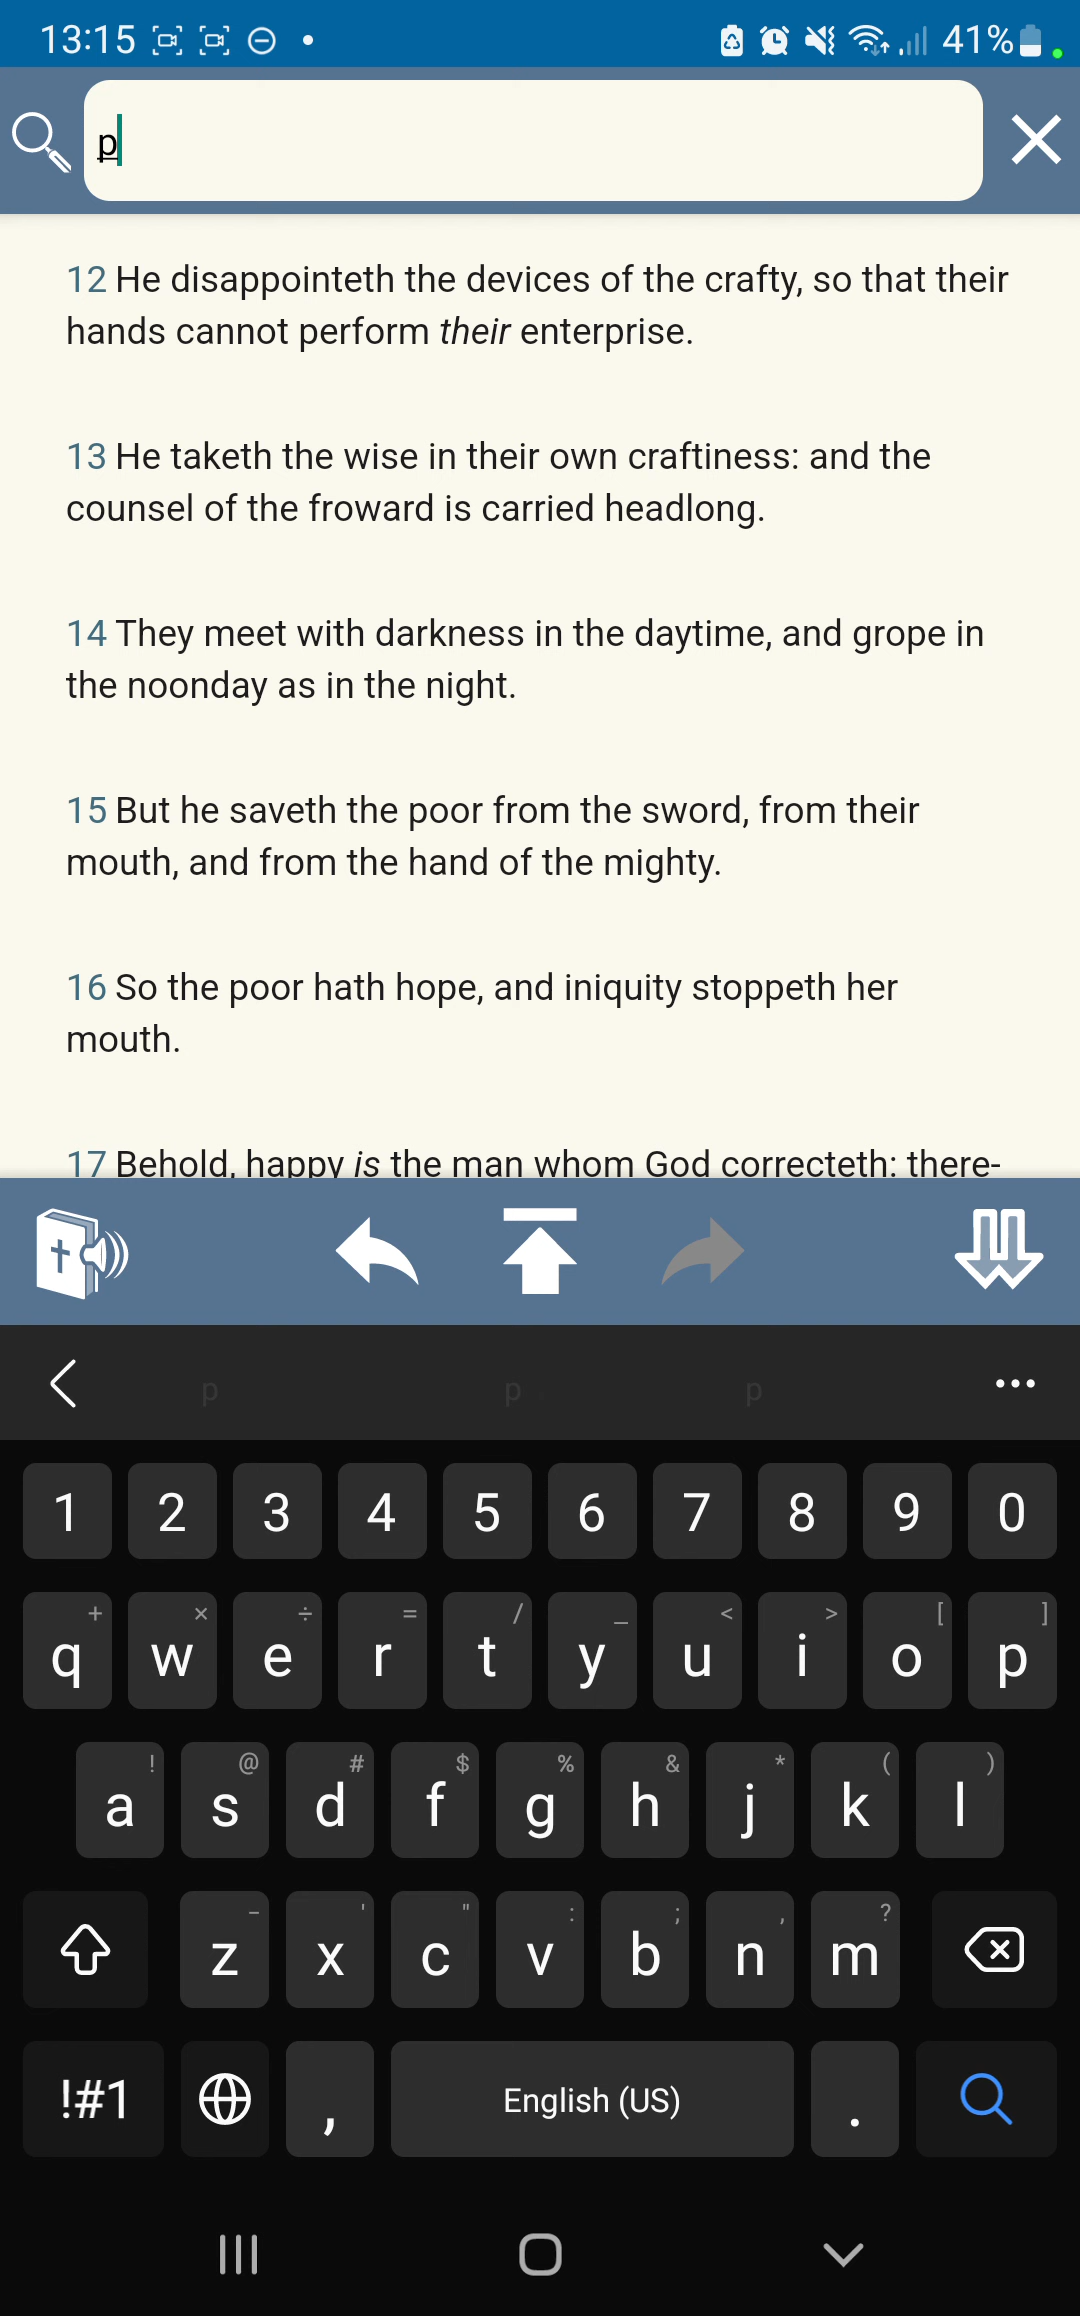 13:15
41%
p
12 He disappointeth the devices of the crafty, so that their
hands cannot perform their enterprise.
13 He taketh the wise in their own craftiness: and the
counsel of the froward is carried headlong.
14 They meet with darkness in the daytime, and grope in
the noonday as in the night.
15 But he saveth the poor from the sword, from their
mouth, and from the hand of the mighty.
16 So the poor hath hope, and iniquity stoppeth her
mouth.
17 Behold, happy is the man whom God correcteth: there-
p p p
1 2 3 4 5 6 7 8 9 0
+ × ÷ = / _ < > [ ]
q w e r t y u i o p
! @ # $ % & * ( )
a s d f g h j k l
- ' " : ; , ?
z x c v b n m
!#1 , English (US) .